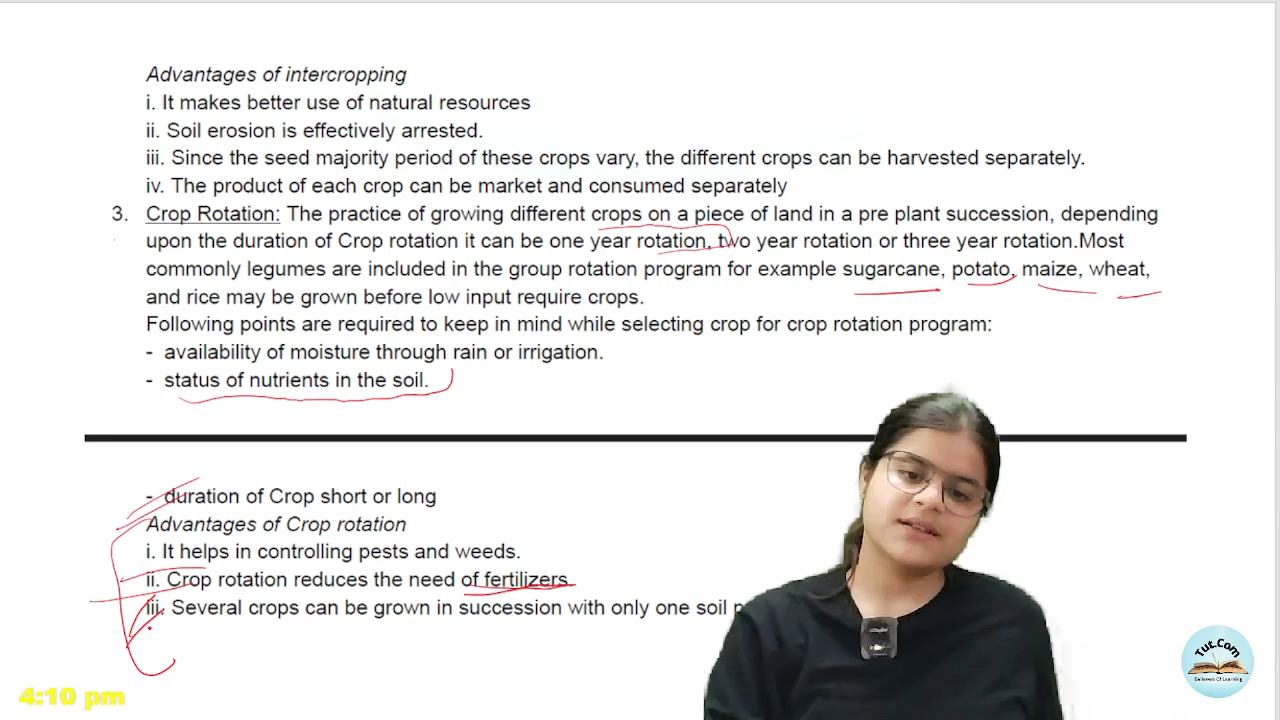 Advantages of intercropping
i. It makes better use of natural resources
ii. Soil erosion is effectively arrested.
iii. Since the seed majority period of these crops vary, the different crops can be harvested separately.
iv. The product of each crop can be market and consumed separately
3. Crop Rotation: The practice of growing different crops on a piece of land in a pre plant succession, depending
upon the duration of Crop rotation it can be one year rotation, two year rotation or three year rotation.Most
commonly legumes are included in the group rotation program for example sugarcane, potato, maize, wheat,
and rice may be grown before low input require crops.
Following points are required to keep in mind while selecting crop for crop rotation program:
- availability of moisture through rain or irrigation.
- status of nutrients in the soil.
- duration of Crop short or long
Advantages of Crop rotation
i. It helps in controlling pests and weeds.
ii. Crop rotation reduces the need of fertilizers
iii. Several crops can be grown in succession with only one soil
Tut.Com
Believers Of Learning
4:10 pm